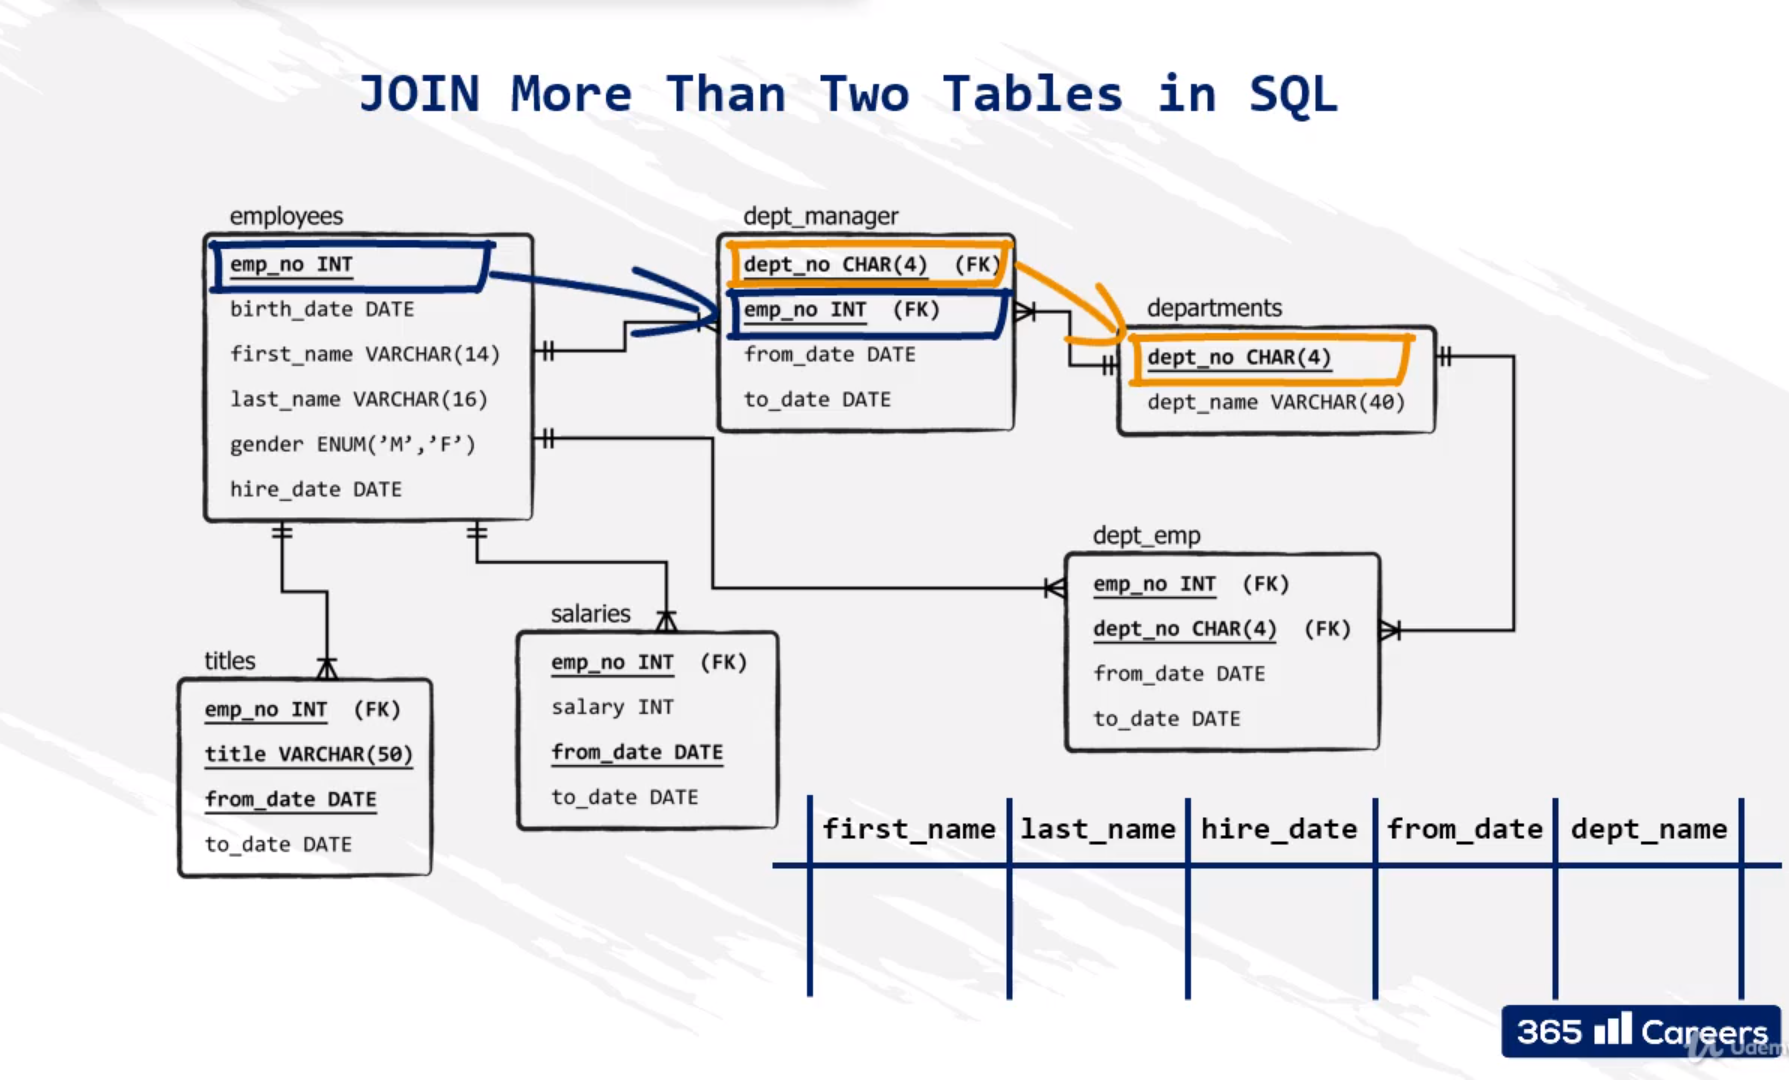 JOIN More Than Two Tables in SQL
employees
emp_no INT
birth_date DATE
first_name VARCHAR(14)
last_name VARCHAR(16)
gender ENUM(’M’,’F’)
hire_date DATE
dept_manager
dept_no CHAR(4) (FK)
emp_no INT (FK)
from_date DATE
to_date DATE
departments
dept_no CHAR(4)
dept_name VARCHAR(40)
dept_emp
emp_no INT (FK)
dept_no CHAR(4) (FK)
from_date DATE
to_date DATE
salaries
emp_no INT (FK)
salary INT
from_date DATE
to_date DATE
titles
emp_no INT (FK)
title VARCHAR(50)
from_date DATE
to_date DATE
first_name last_name hire_date from_date dept_name
365 Careers